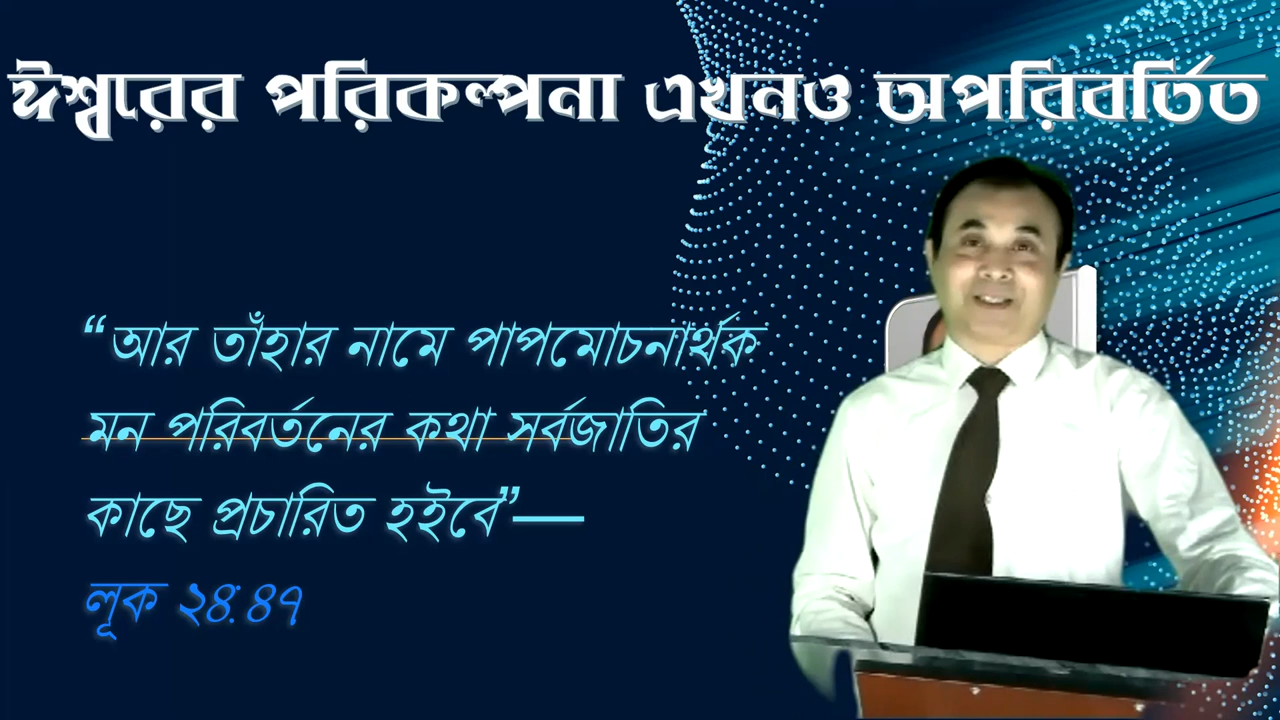 ঈশ্বরের পরিকল্পনা এখনও অপরিবর্তিত
“আর তাঁহার নামে পাপমোচনার্থক
মন পরিবর্তনের কথা সর্বজাতির
কাছে প্রচারিত হইবে”—
লূক ২৪:৪৭